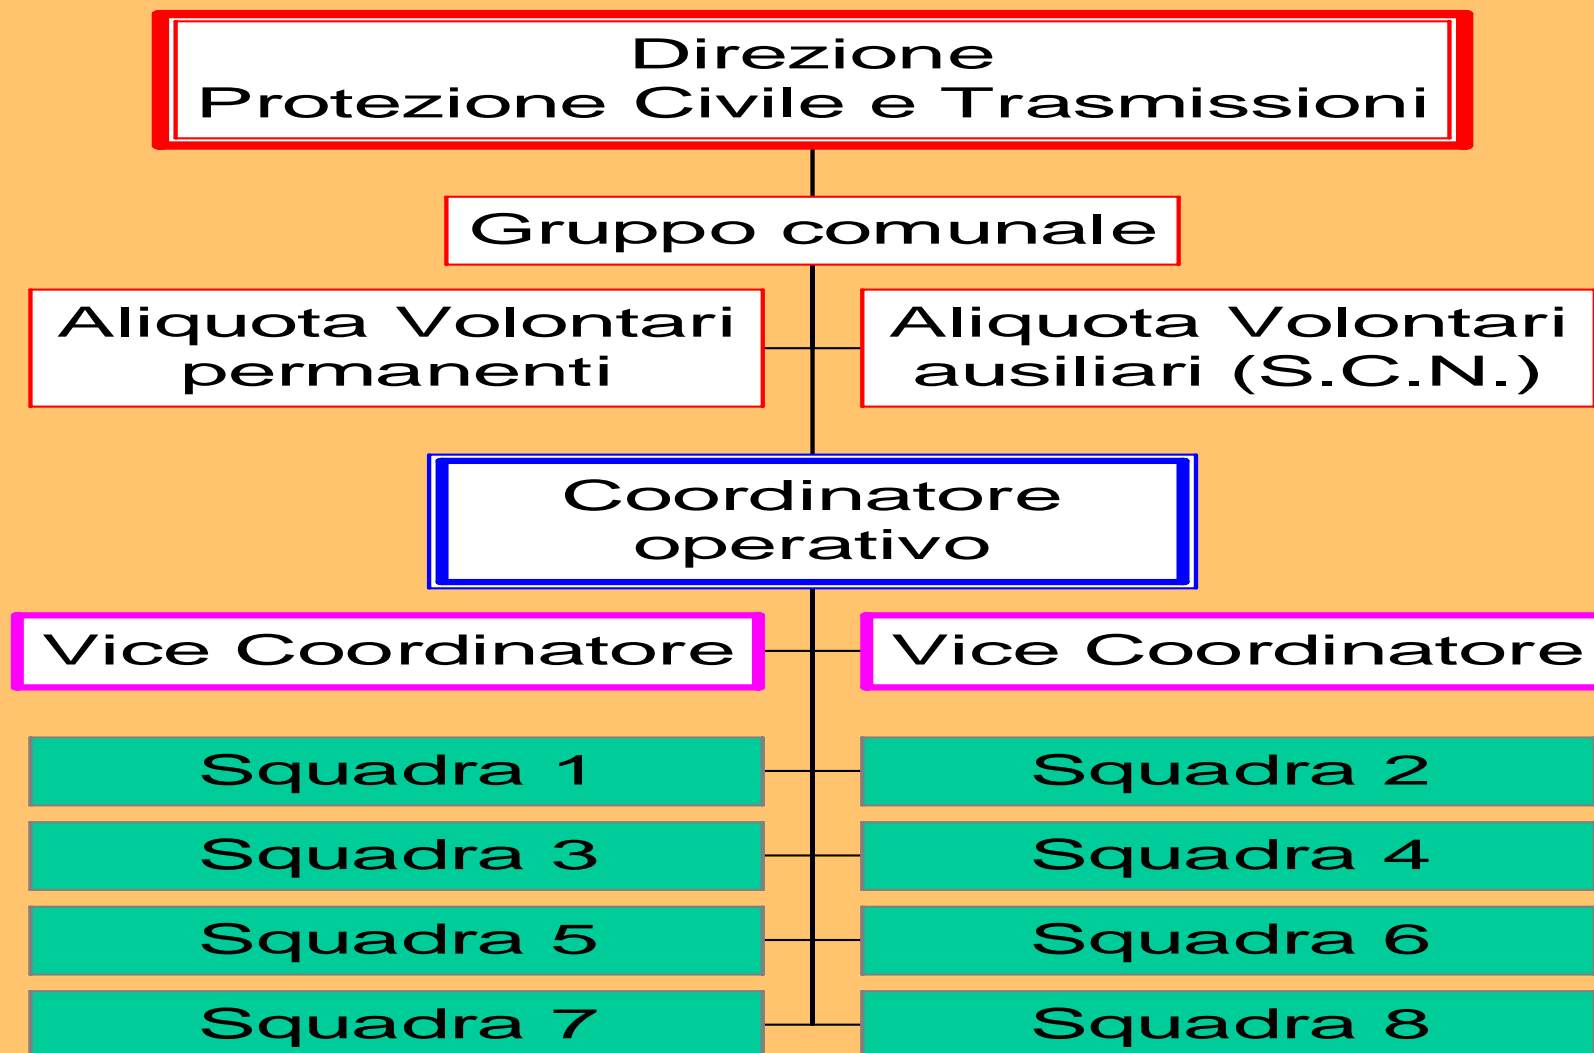 Direzione
Protezione Civile e Trasmissioni
Gruppo comunale
Aliquota Volontari
permanenti
Aliquota Volontari
ausiliari (S.C.N.)
Coordinatore
operativo
Vice Coordinatore
Vice Coordinatore
Squadra 1
Squadra 2
Squadra 3
Squadra 4
Squadra 5
Squadra 6
Squadra 7
Squadra 8